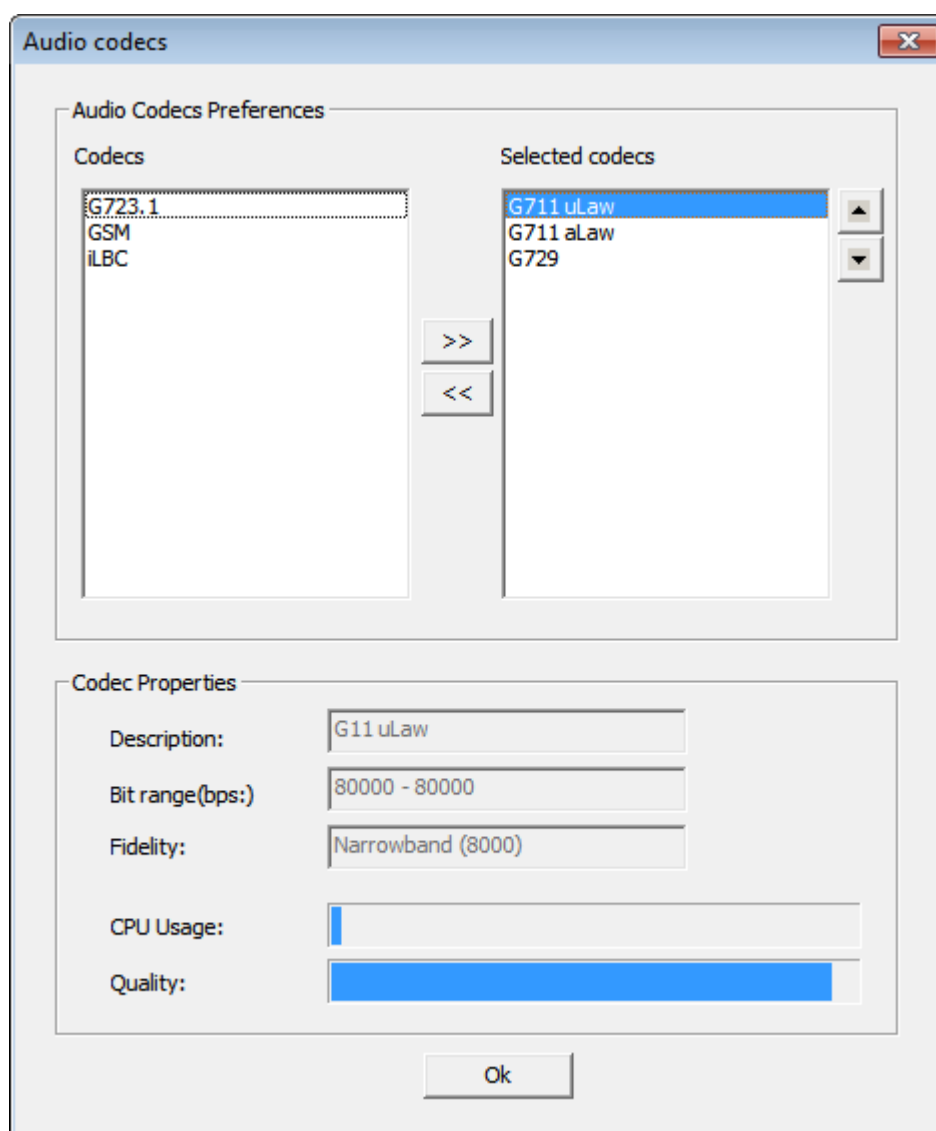 Audio codecs
Audio Codecs Preferences
Codecs
Selected codecs
G723.1
GSM
iLBC
G711 uLaw
G711 aLaw
G729
>>
<<
Codec Properties
Description:
G11 uLaw
Bit range(bps:)
80000 - 80000
Fidelity:
Narrowband (8000)
CPU Usage:
Quality:
Ok